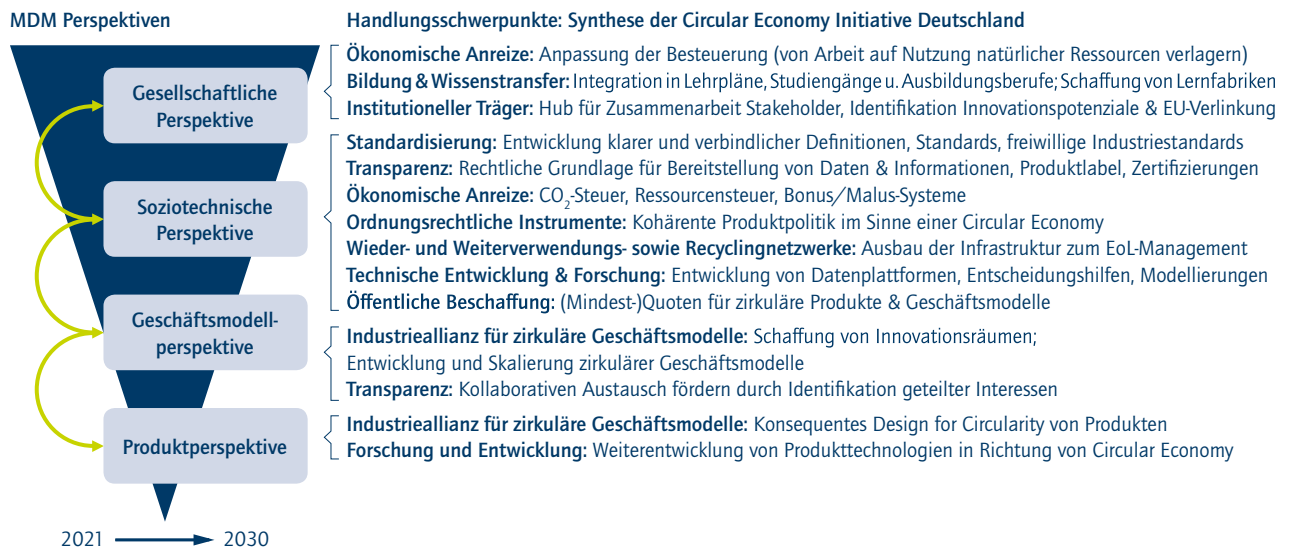 MDM Perspektiven
Handlungsschwerpunkte: Synthese der Circular Economy Initiative Deutschland
Gesellschaftliche
Perspektive
Ökonomische Anreize: Anpassung der Besteuerung (von Arbeit auf Nutzung natürlicher Ressourcen verlagern)
Bildung & Wissenstransfer: Integration in Lehrpläne, Studiengänge u. Ausbildungsberufe; Schaffung von Lernfabriken
Institutioneller Träger: Hub für Zusammenarbeit Stakeholder, Identifikation Innovationspotenziale & EU-Verlinkung
Soziotechnische
Perspektive
Standardisierung: Entwicklung klarer und verbindlicher Definitionen, Standards, freiwillige Industriestandards
Transparenz: Rechtliche Grundlage für Bereitstellung von Daten & Informationen, Produktlabel, Zertifizierungen
Ökonomische Anreize: CO₂-Steuer, Ressourcensteuer, Bonus/Malus-Systeme
Ordnungsrechtliche Instrumente: Kohärente Produktpolitik im Sinne einer Circular Economy
Wieder- und Weiterverwendungs- sowie Recyclingnetzwerke: Ausbau der Infrastruktur zum EoL-Management
Technische Entwicklung & Forschung: Entwicklung von Datenplattformen, Entscheidungshilfen, Modellierungen
Öffentliche Beschaffung: (Mindest-)Quoten für zirkuläre Produkte & Geschäftsmodelle
Geschäftsmodell-
perspektive
Industrieallianz für zirkuläre Geschäftsmodelle: Schaffung von Innovationsräumen;
Entwicklung und Skalierung zirkulärer Geschäftsmodelle
Transparenz: Kollaborativen Austausch fördern durch Identifikation geteilter Interessen
Produktperspektive
Industrieallianz für zirkuläre Geschäftsmodelle: Konsequentes Design for Circularity von Produkten
Forschung und Entwicklung: Weiterentwicklung von Produkttechnologien in Richtung von Circular Economy
2021
2030